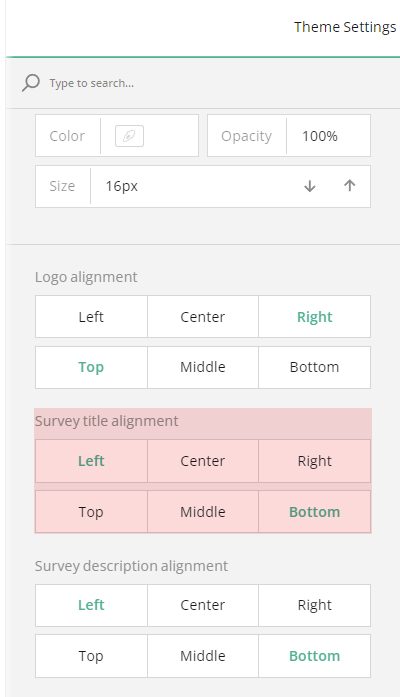 Theme Settings
Type to search...
Color
Opacity 100%
Size 16px
Logo alignment
Left Center Right
Top Middle Bottom
Survey title alignment
Left Center Right
Top Middle Bottom
Survey description alignment
Left Center Right
Top Middle Bottom